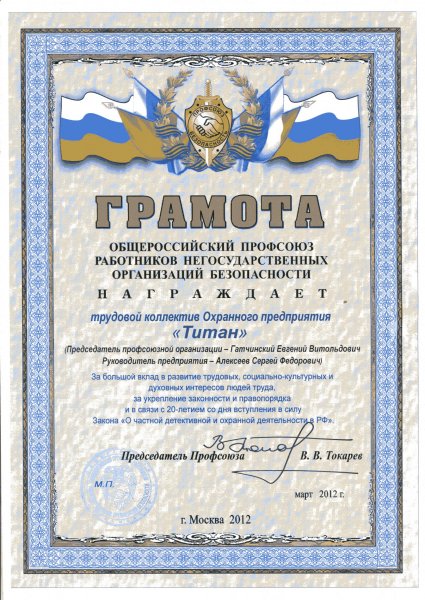 ПРОФСОЮЗ
БЕЗОПАСНОСТЬ
ГРАМОТА
ОБЩЕРОССИЙСКИЙ ПРОФСОЮЗ
РАБОТНИКОВ НЕГОСУДАРСТВЕННЫХ
ОРГАНИЗАЦИЙ БЕЗОПАСНОСТИ
НАГРАЖДАЕТ
трудовой коллектив Охранного предприятия
«Титан»
(Председатель профсоюзной организации – Гатчинский Евгений Витольдович
Руководитель предприятия – Алексеев Сергей Федорович)
За большой вклад в развитие трудовых, социально-культурных и
духовных интересов людей труда,
за укрепление законности и правопорядка
и в связи с 20-летием со дня вступления в силу
Закона «О частной детективной и охранной деятельности в РФ».
Председатель Профсоюза В. В. Токарев
М.П.
март 2012 г.
г. Москва 2012